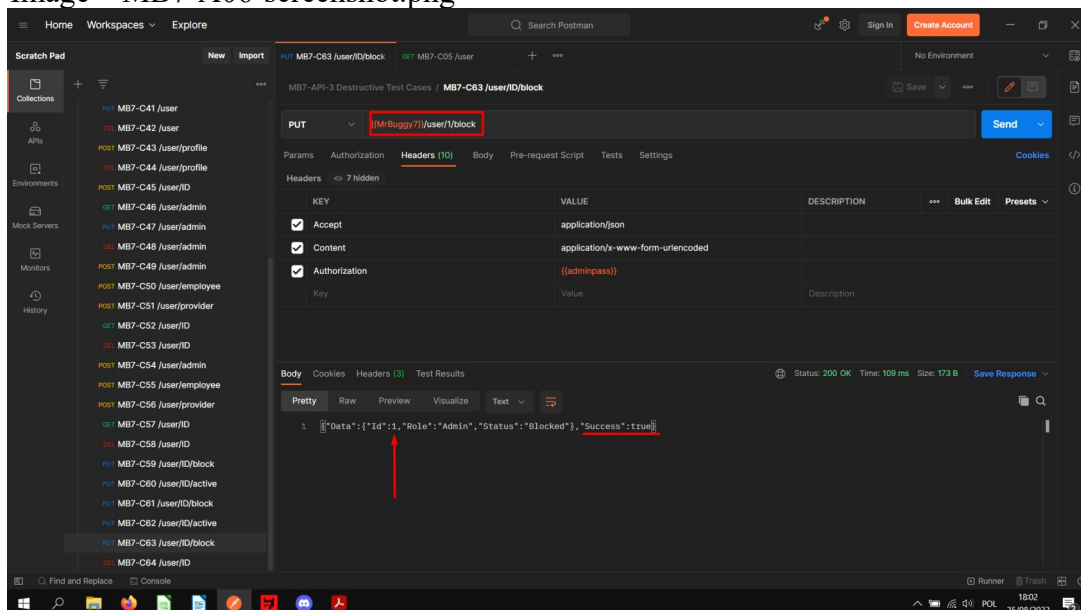 Home Workspaces Explore Search Postman Sign In Create Account
Scratch Pad New Import PUT MB7-C63 /user/ID/block GET MB7-C05 /user No Environment
Collections
APIs
Environments
Mock Servers
Monitors
History
PUT MB7-C41 /user
DEL MB7-C42 /user
POST MB7-C43 /user/profile
DEL MB7-C44 /user/profile
POST MB7-C45 /user/ID
GET MB7-C46 /user/admin
PUT MB7-C47 /user/admin
DEL MB7-C48 /user/admin
POST MB7-C49 /user/admin
POST MB7-C50 /user/employee
POST MB7-C51 /user/provider
GET MB7-C52 /user/ID
DEL MB7-C53 /user/ID
POST MB7-C54 /user/admin
POST MB7-C55 /user/employee
POST MB7-C56 /user/provider
GET MB7-C57 /user/ID
DEL MB7-C58 /user/ID
PUT MB7-C59 /user/ID/block
PUT MB7-C60 /user/ID/active
PUT MB7-C61 /user/ID/block
PUT MB7-C62 /user/ID/active
PUT MB7-C63 /user/ID/block
DEL MB7-C64 /user/ID
MB7-API-3 Destructive Test Cases / MB7-C63 /user/ID/block Save
PUT {{MrBuggy7}}/user/1/block Send
Params Authorization Headers (10) Body Pre-request Script Tests Settings Cookies
Headers 7 hidden
KEY VALUE DESCRIPTION Bulk Edit Presets
Accept application/json
Content application/x-www-form-urlencoded
Authorization {{adminpass}}
Key Value Description
Body Cookies Headers (3) Test Results Status: 200 OK Time: 109 ms Size: 173 B Save Response
Pretty Raw Preview Visualize Text
1 {"Data":{"Id":1,"Role":"Admin","Status":"Blocked"},"Success":true}
Find and Replace Console Runner Trash
POL 18:02